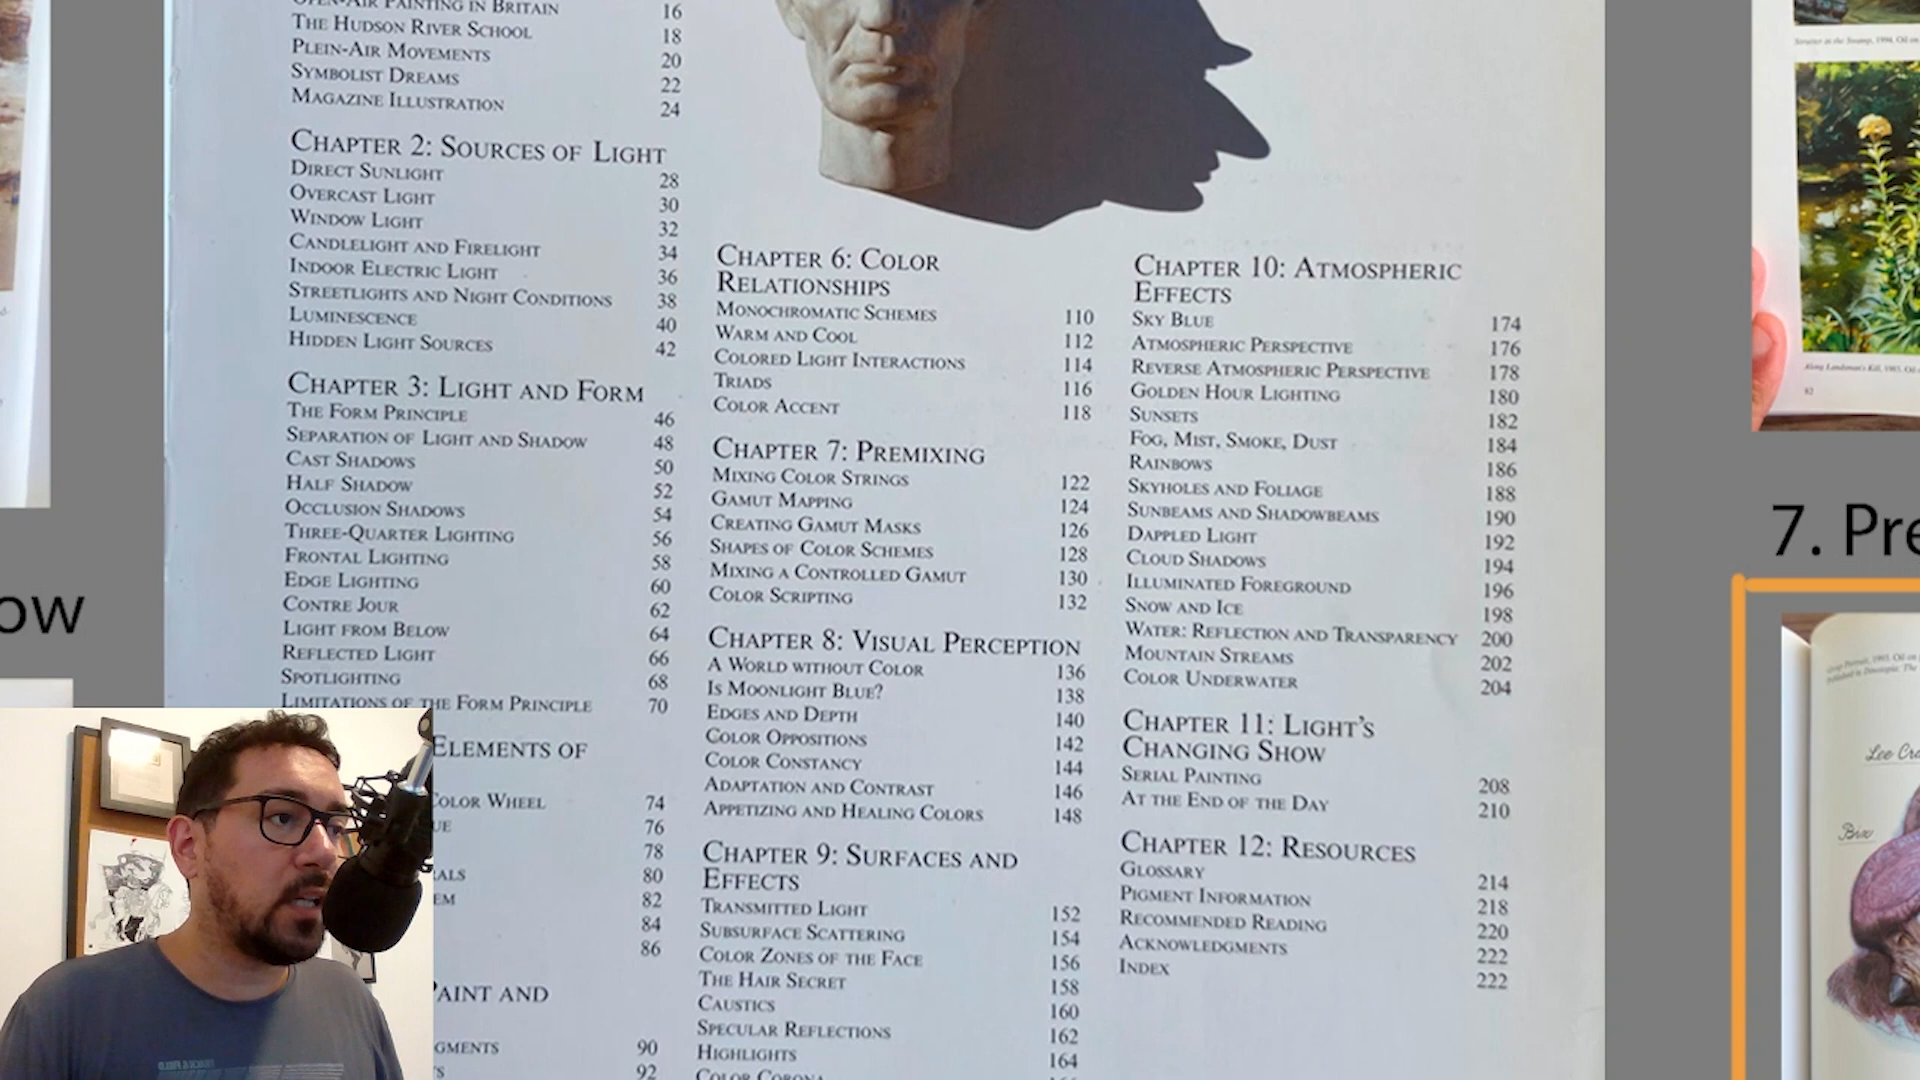 Open-Air Painting in Britain 16
The Hudson River School 18
Plein-Air Movements 20
Symbolist Dreams 22
Magazine Illustration 24
Chapter 2: Sources of Light
Direct Sunlight 28
Overcast Light 30
Window Light 32
Candlelight and Firelight 34
Indoor Electric Light 36
Streetlights and Night Conditions 38
Luminescence 40
Hidden Light Sources 42
Chapter 3: Light and Form
The Form Principle 46
Separation of Light and Shadow 48
Cast Shadows 50
Half Shadow 52
Occlusion Shadows 54
Three-Quarter Lighting 56
Frontal Lighting 58
Edge Lighting 60
Contre Jour 62
Light from Below 64
Reflected Light 66
Spotlighting 68
Limitations of the Form Principle 70
Elements of
Color Wheel 74
76
78
80
82
84
86
Paint and
90
92
Chapter 6: Color
Relationships
Monochromatic Schemes 110
Warm and Cool 112
Colored Light Interactions 114
Triads 116
Color Accent 118
Chapter 7: Premixing
Mixing Color Strings 122
Gamut Mapping 124
Creating Gamut Masks 126
Shapes of Color Schemes 128
Mixing a Controlled Gamut 130
Color Scripting 132
Chapter 8: Visual Perception
A World without Color 136
Is Moonlight Blue? 138
Edges and Depth 140
Color Oppositions 142
Color Constancy 144
Adaptation and Contrast 146
Appetizing and Healing Colors 148
Chapter 9: Surfaces and
Effects
Transmitted Light 152
Subsurface Scattering 154
Color Zones of the Face 156
The Hair Secret 158
Caustics 160
Specular Reflections 162
Highlights 164
Color Corona
Chapter 10: Atmospheric
Effects
Sky Blue 174
Atmospheric Perspective 176
Reverse Atmospheric Perspective 178
Golden Hour Lighting 180
Sunsets 182
Fog, Mist, Smoke, Dust 184
Rainbows 186
Skyholes and Foliage 188
Sunbeams and Shadowbeams 190
Dappled Light 192
Cloud Shadows 194
Illuminated Foreground 196
Snow and Ice 198
Water: Reflection and Transparency 200
Mountain Streams 202
Color Underwater 204
Chapter 11: Light's
Changing Show
Serial Painting 208
At the End of the Day 210
Chapter 12: Resources
Glossary 214
Pigment Information 218
Recommended Reading 220
Acknowledgments 222
Index 222
ow
7. Pre
82
Brix